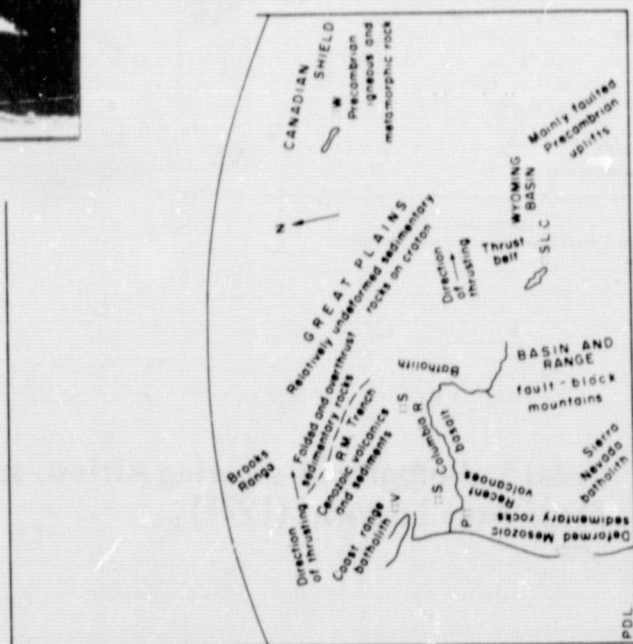 CANADIAN
SHIELD
W
Precambrian
igneous and
metamorphic rock
N
GREAT PLAINS
Relatively undeformed sedimentary
rocks on craton
Mainly faulted
Precambrian
uplifts
WYOMING
BASIN
SLC
Thrust
belt
Direction
of
thrusting
Brooks
Range
Folded and overthrust
sedimentary rocks
R.M. Trench
Cenozoic volcanics
and sediments
Direction
of thrusting
Coast range
batholith
V
Batholith
S
Columbia R
basalt
S
P
BASIN AND
RANGE
fault-block
mountains
Recent
volcanoes
Sierra
Nevada
batholith
Deformed Mesozoic
sedimentary rocks
PDL